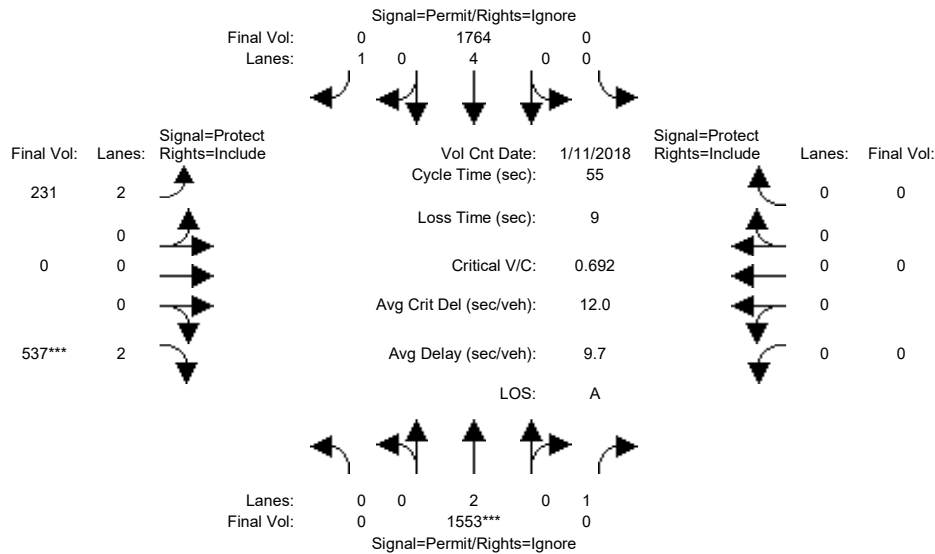 Signal=Permit/Rights=Ignore
Final Vol: 0 1764 0
Lanes: 1 0 4 0 0
Signal=Protect Signal=Protect
Final Vol: Lanes: Rights=Include Vol Cnt Date: 1/11/2018 Rights=Include Lanes: Final Vol:
Cycle Time (sec): 55
231 2 0 0
Loss Time (sec): 9
0 0
0 0 Critical V/C: 0.692 0 0
0 Avg Crit Del (sec/veh): 12.0 0
537*** 2 Avg Delay (sec/veh): 9.7 0 0
LOS: A
Lanes: 0 0 2 0 1
Final Vol: 0 1553*** 0
Signal=Permit/Rights=Ignore